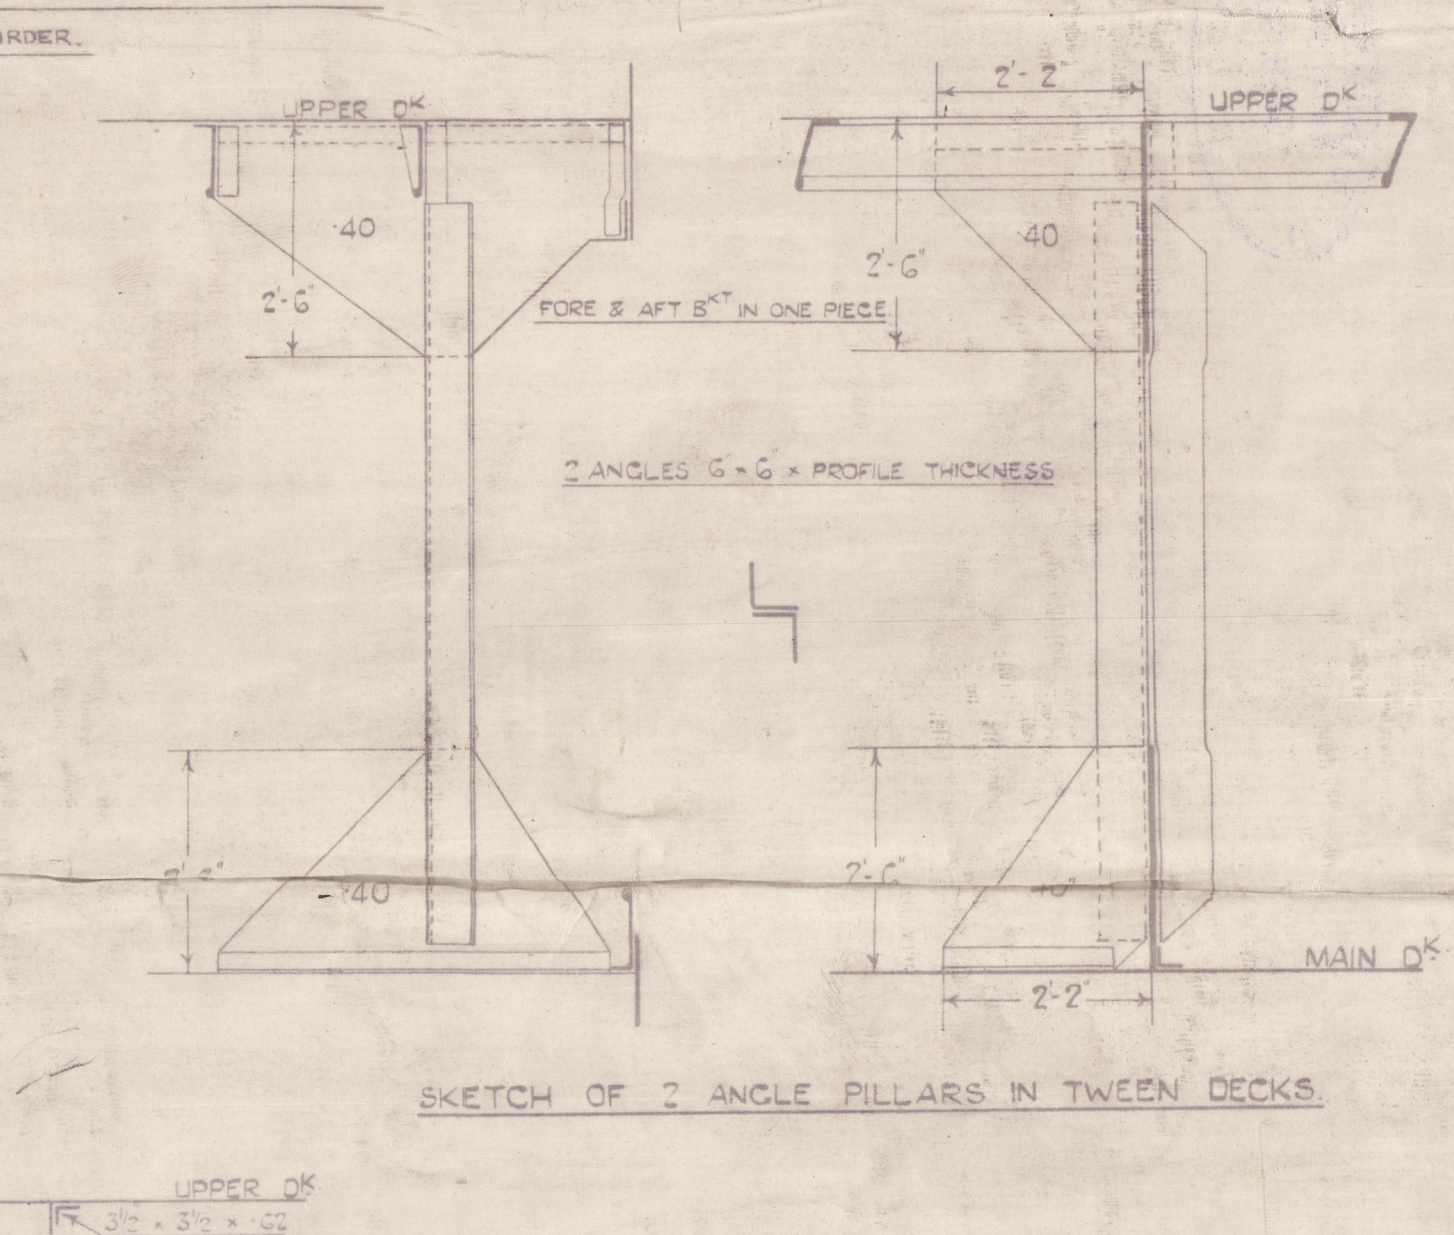 RDER.
2'-2"
UPPER DK
UPPER DK
.40
.40
2'-6"
2'-6"
FORE & AFT BKT IN ONE PIECE
2 ANGLES 6" × 6" × PROFILE THICKNESS
2'-6"
.40
MAIN DK
2'-2"
SKETCH OF 2 ANGLE PILLARS IN TWEEN DECKS.
UPPER DK
3½ × 3½ × .62